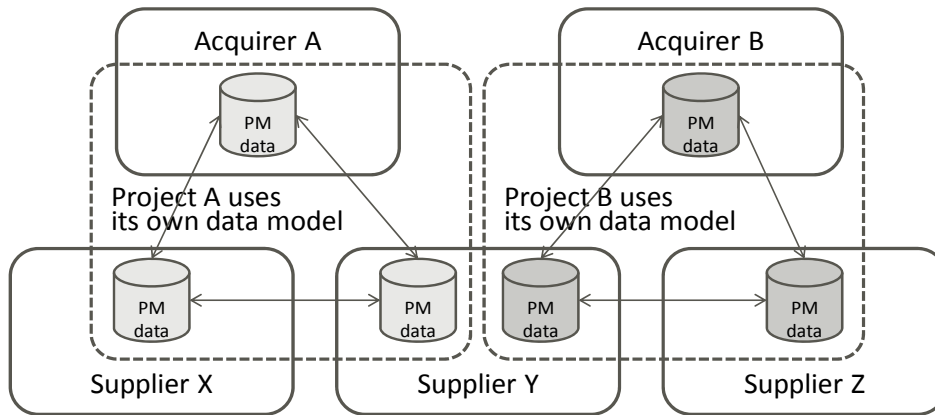 Acquirer A
Acquirer B
PM
data
PM
data
Project A uses
its own data model
Project B uses
its own data model
PM
data
PM
data
PM
data
PM
data
Supplier X
Supplier Y
Supplier Z